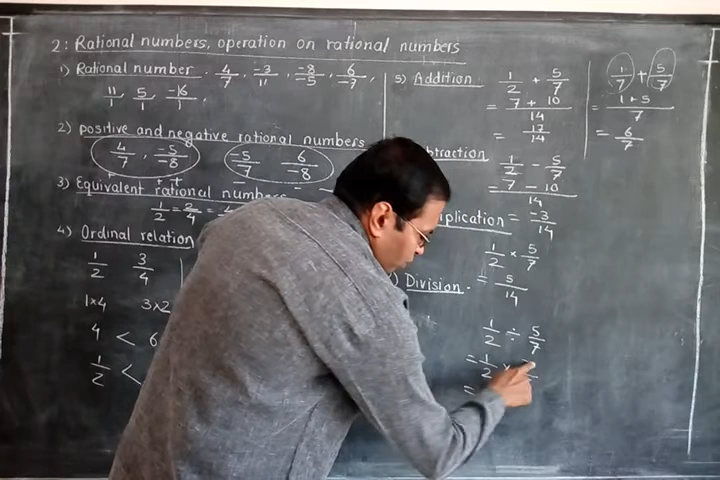 2: Rational numbers, operation on rational numbers
1) Rational number . 4/7 , -3/11 , -8/-5 , 6/-7 ,
11/1 , 5/1 , -16/1 ,
2) positive and negative rational numbers
4/7 , -5/-8   -5/7   6/-8
+ +   - -
3) Equivalent rational numbers
1/2 = 2/4 =
4) Ordinal relation
1/2   3/4
1×4   3×2
4 < 6
1/2 <
5) Addition   1/2 + 5/7
= 7 + 10 / 14
= 17/14
1/7 + 5/7
= 1+5 / 7
= 6/7
1/2 - 5/7
= 7 - 10 / 14
= -3/14
1/2 × 5/7
= 5/14
Division .
1/2 ÷ 5/7
= 1/2 ×
=